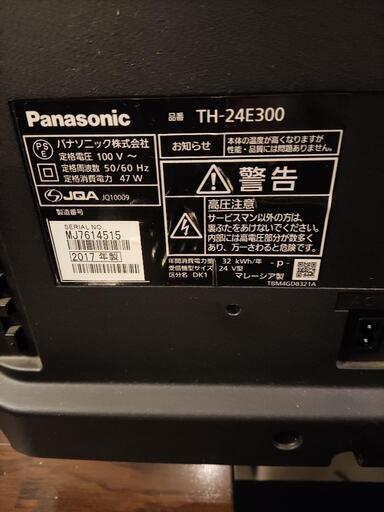 Panasonic
品番 TH-24E300
PSE
パナソニック株式会社
定格電圧 100 V ～
定格周波数 50/60 Hz
定格消費電力 47 W
お知らせ
本体の温度が高くなりますが
性能・品質には問題ありません。
JQA JQ10009
警告
高圧注意
サービスマン以外の方は、
裏ぶたをあけないでください。
内部には高電圧部分が数多く
あり、万一さわると危険です。
製造番号
SERIAL NO.
MJ7614515
2017 年製
年間消費電力量 32 kWh/年
受信機型サイズ 24 V型
区分名 DK1
マレーシア製
-P-
TBM4GD8321A